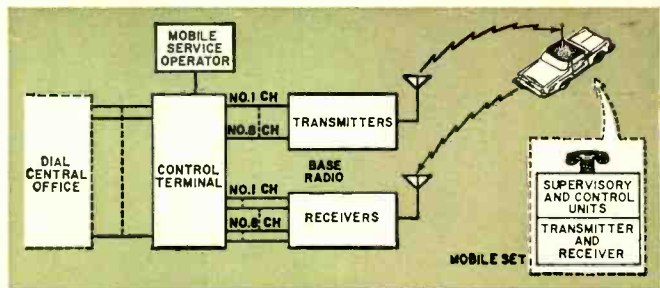 MOBILE
SERVICE
OPERATOR
DIAL
CENTRAL
OFFICE
CONTROL
TERMINAL
NO.1 CH
NO.8 CH
TRANSMITTERS
BASE
RADIO
NO.1 CH
NO.8 CH
RECEIVERS
SUPERVISORY
AND CONTROL
UNITS
TRANSMITTER
AND
RECEIVER
MOBILE SET